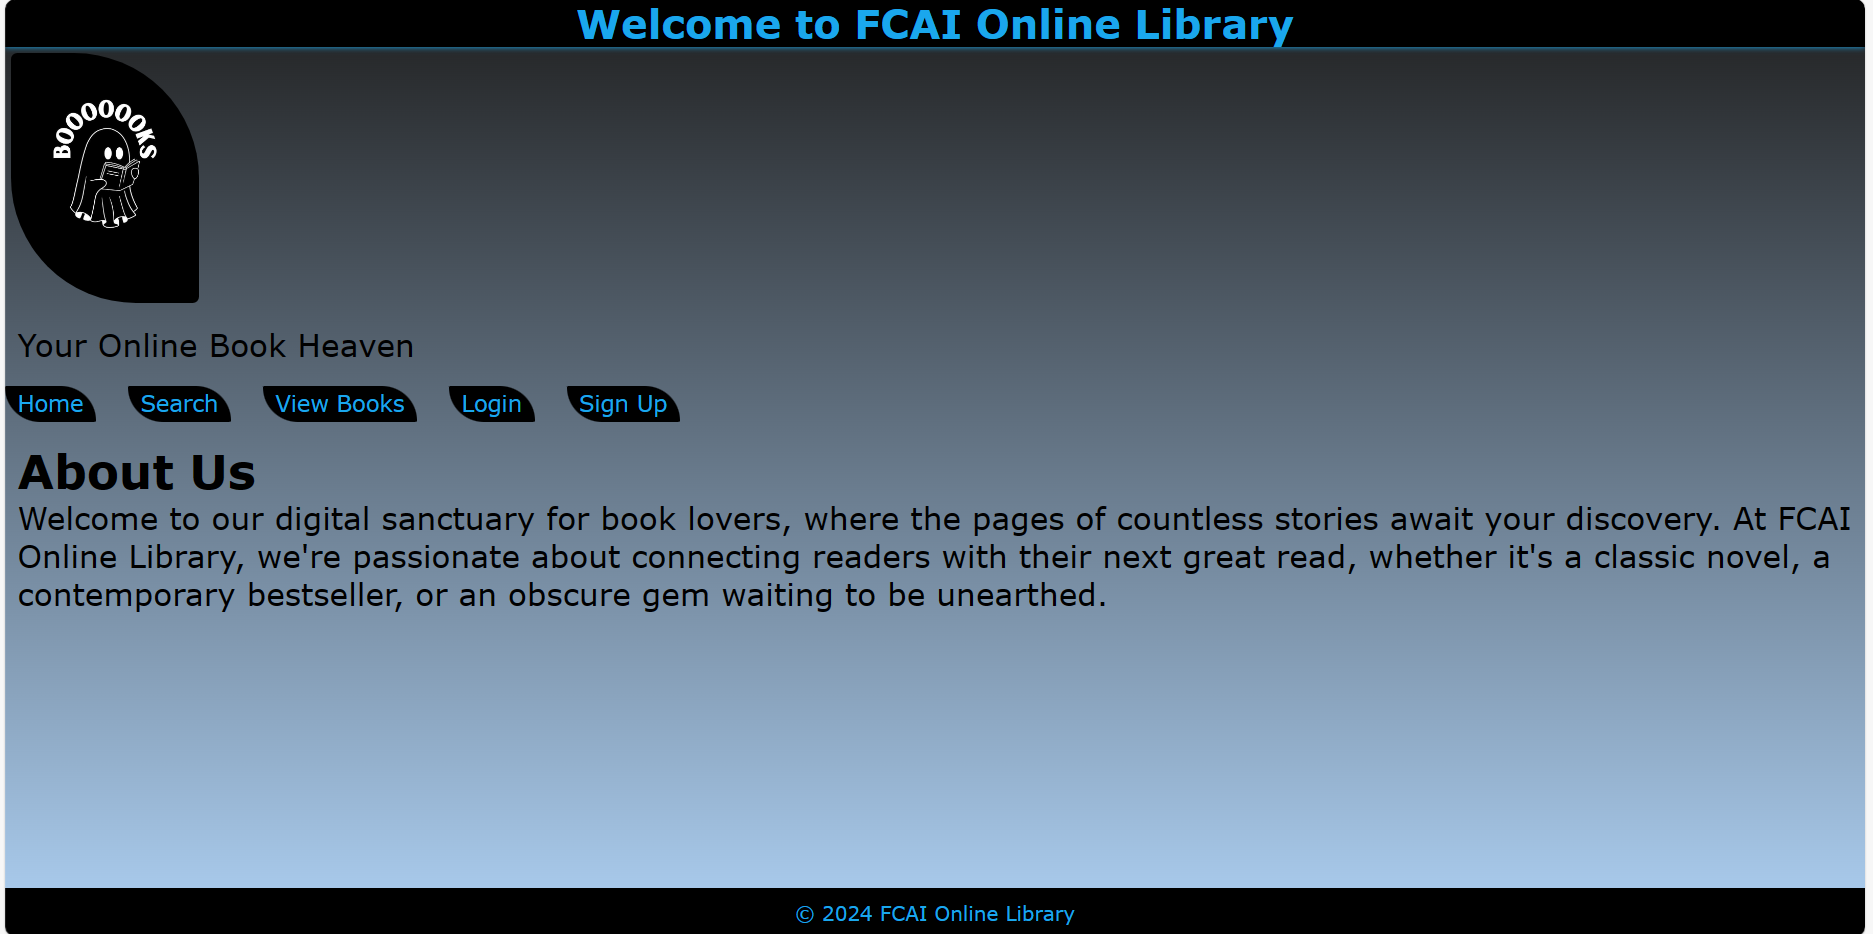 Welcome to FCAI Online Library
BOOOOOOKS
Your Online Book Heaven
Home Search View Books Login Sign Up
About Us
Welcome to our digital sanctuary for book lovers, where the pages of countless stories await your discovery. At FCAI
Online Library, we're passionate about connecting readers with their next great read, whether it's a classic novel, a
contemporary bestseller, or an obscure gem waiting to be unearthed.
© 2024 FCAI Online Library